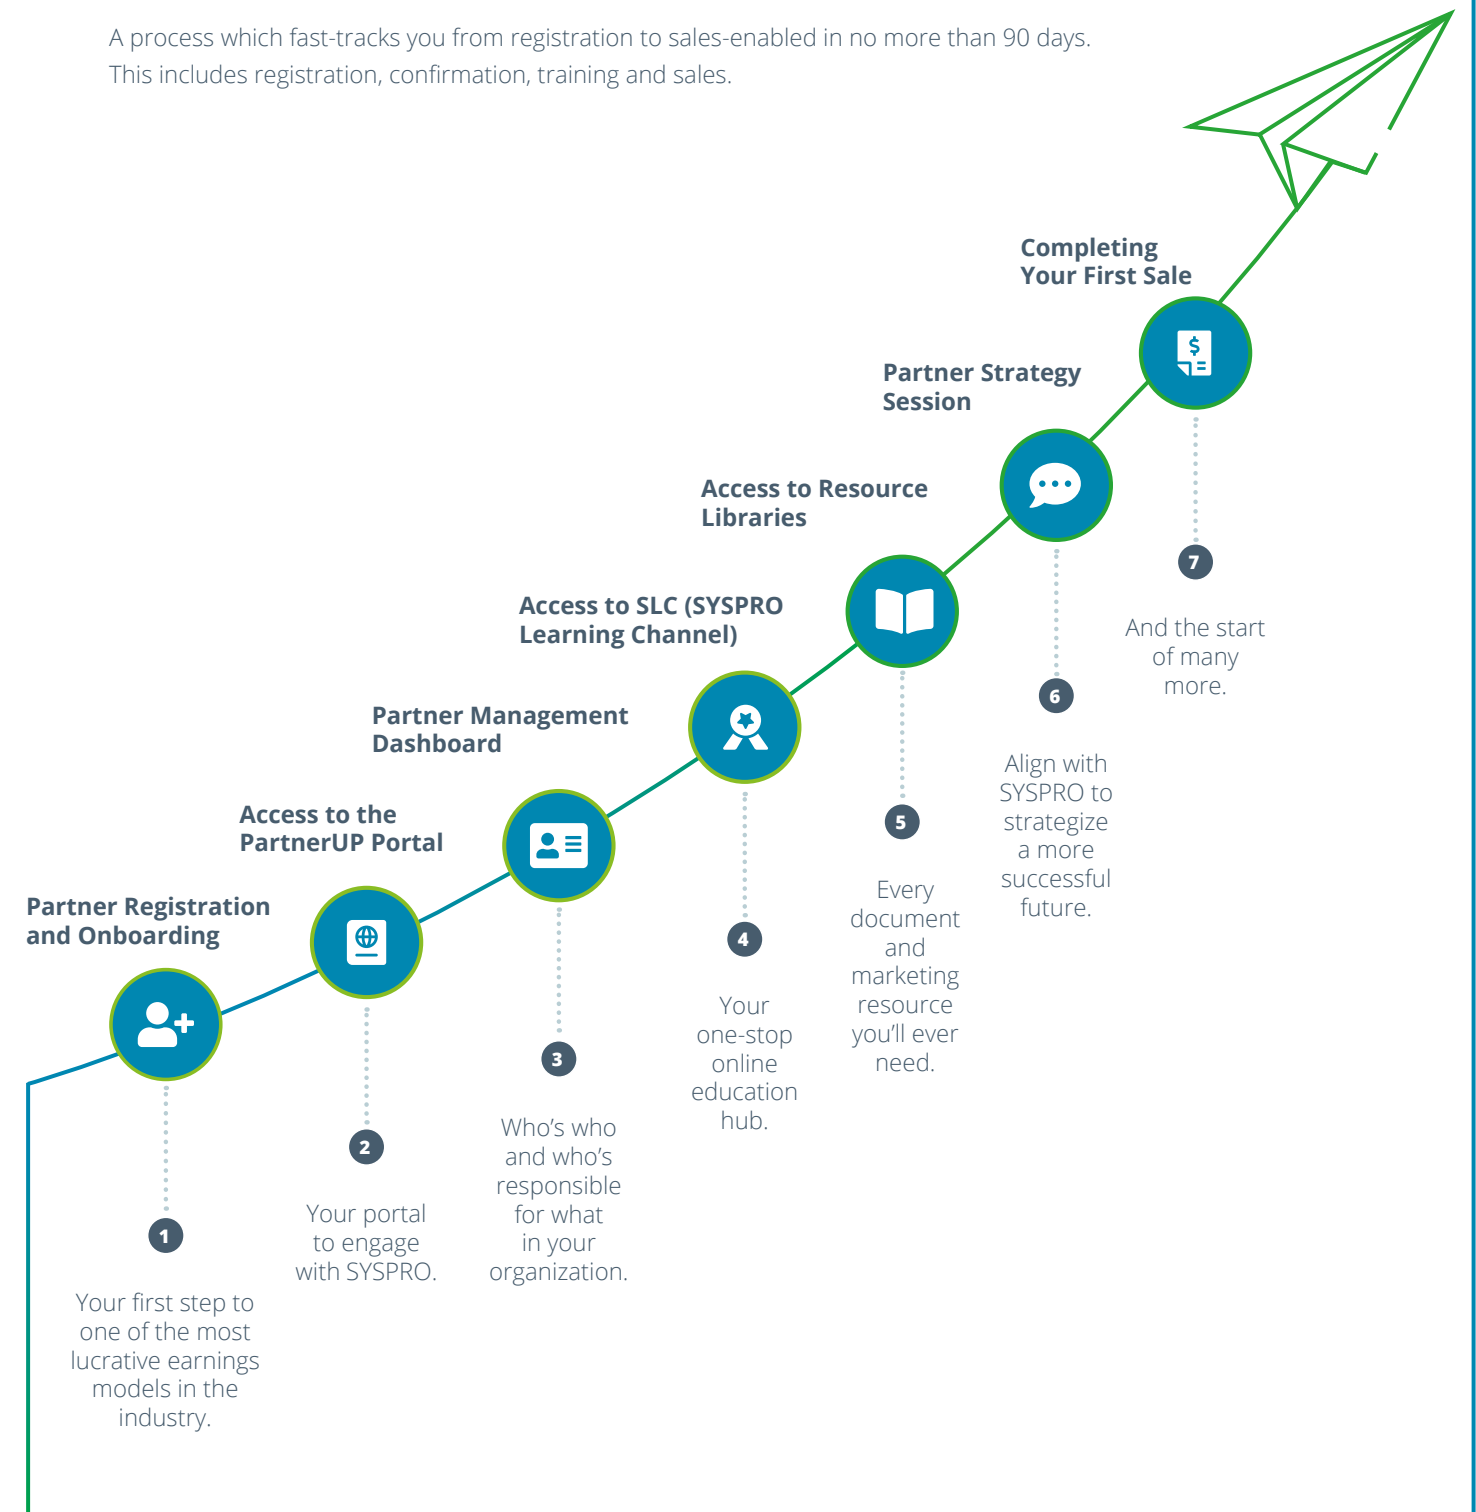 A process which fast-tracks you from registration to sales-enabled in no more than 90 days.
This includes registration, confirmation, training and sales.
Partner Registration
and Onboarding
1
Your first step to
one of the most
lucrative earnings
models in the
industry.
Access to the
PartnerUP Portal
2
Your portal
to engage
with SYSPRO.
Partner Management
Dashboard
3
Who’s who
and who’s
responsible
for what
in your
organization.
Access to SLC (SYSPRO
Learning Channel)
4
Your
one-stop
online
education
hub.
Access to Resource
Libraries
5
Every
document
and
marketing
resource
you’ll ever
need.
Partner Strategy
Session
6
Align with
SYSPRO to
strategize
a more
successful
future.
Completing
Your First Sale
$
7
And the start
of many
more.